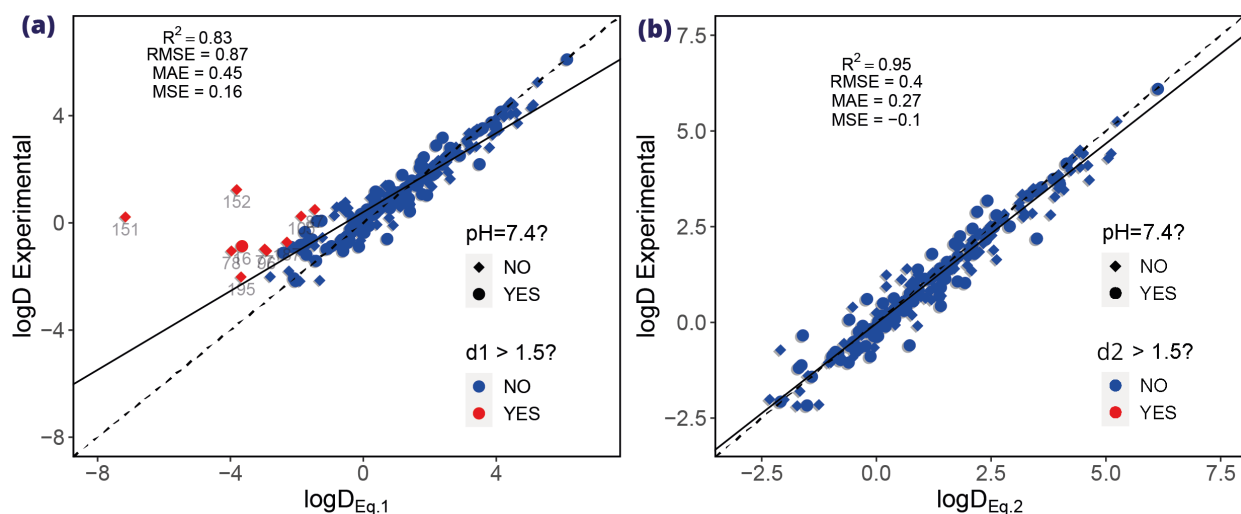 (a)
R² = 0.83
RMSE = 0.87
MAE = 0.45
MSE = 0.16
logD Experimental
4
0
−4
−8
152
151
78
96
195
pH=7.4?
NO
YES
d1 > 1.5?
NO
YES
−8
−4
0
4
logD_Eq.1
(b)
R² = 0.95
RMSE = 0.4
MAE = 0.27
MSE = −0.1
logD Experimental
7.5
5.0
2.5
0.0
−2.5
pH=7.4?
NO
YES
d2 > 1.5?
NO
YES
−2.5
0.0
2.5
5.0
7.5
logD_Eq.2